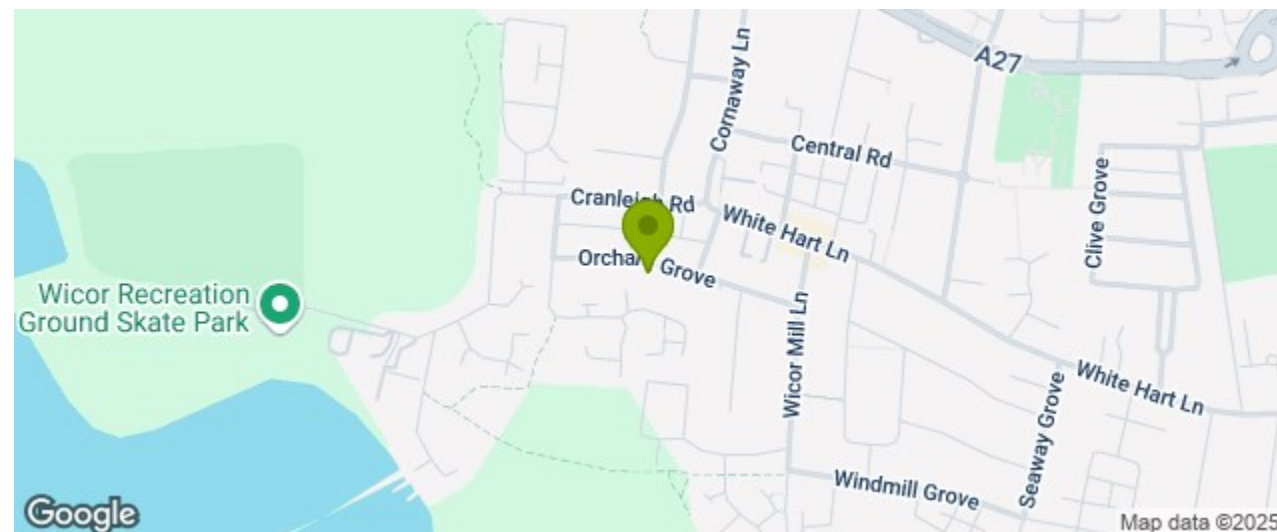 A27
Cornaway Ln
Central Rd
Cranleigh Rd
White Hart Ln
Clive Grove
Orchard Grove
Wicor Recreation
Ground Skate Park
Wicor Mill Ln
White Hart Ln
Seaway Grove
Windmill Grove
Google
Map data ©2025